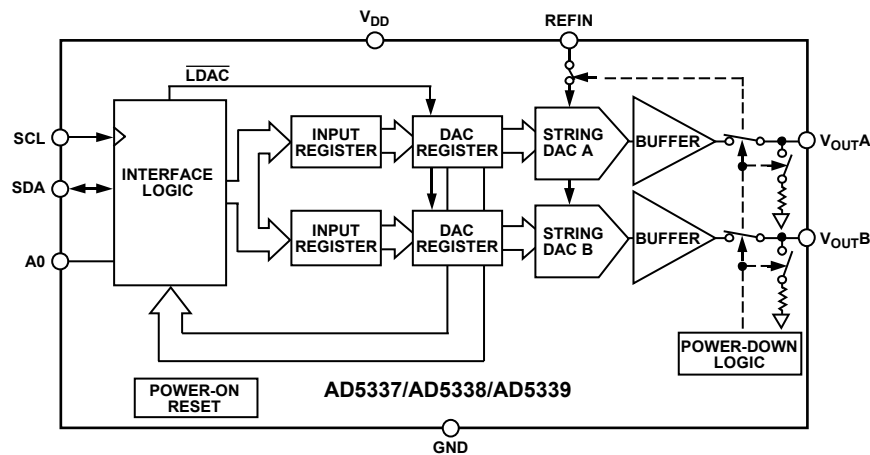 VDD
REFIN
LDAC
SCL
SDA
A0
INTERFACE
LOGIC
INPUT
REGISTER
DAC
REGISTER
STRING
DAC A
BUFFER
VOUTA
INPUT
REGISTER
DAC
REGISTER
STRING
DAC B
BUFFER
VOUTB
POWER-DOWN
LOGIC
POWER-ON
RESET
AD5337/AD5338/AD5339
GND